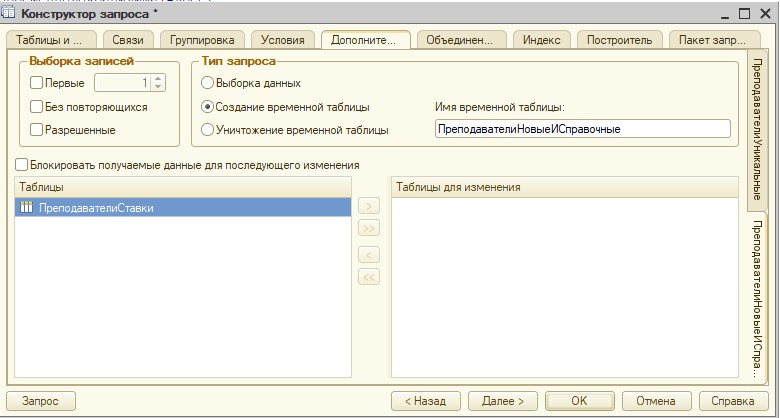 Конструктор запроса *
Таблицы и ... Связи Группировка Условия Дополните... Объединен... Индекс Построитель Пакет запр...
Выборка записей
Первые 1
Без повторяющихся
Разрешенные
Тип запроса
Выборка данных
Создание временной таблицы
Уничтожение временной таблицы
Имя временной таблицы:
ПреподавателиНовыеИСправочные
Блокировать получаемые данные для последующего изменения
Таблицы
ПреподавателиСтавки
> 
>>
<
<<
Таблицы для изменения
ПреподавателиУникальные
ПреподавателиНовыеИСпра...
Запрос < Назад Далее > OK Отмена Справка